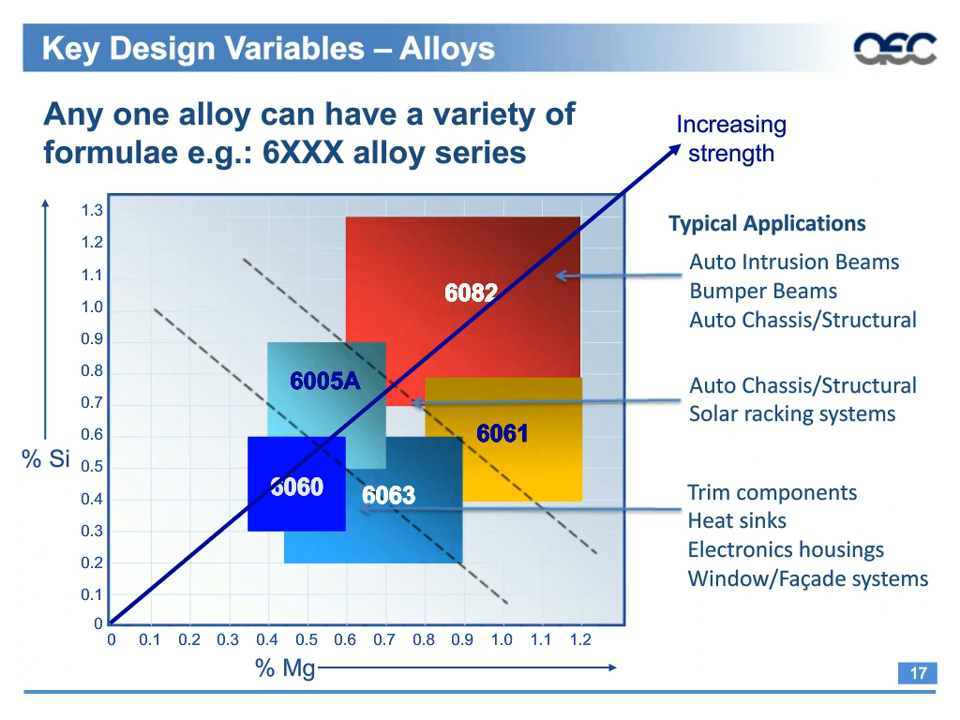 Key Design Variables – Alloys
AEC
Any one alloy can have a variety of
formulae e.g.: 6XXX alloy series
Increasing
strength
1.3
1.2
1.1
1.0
0.9
0.8
0.7
0.6
0.5
0.4
0.3
0.2
0.1
0
% Si
6082
6005A
6061
6060
6063
0 0.1 0.2 0.3 0.4 0.5 0.6 0.7 0.8 0.9 1.0 1.1 1.2
% Mg
Typical Applications
Auto Intrusion Beams
Bumper Beams
Auto Chassis/Structural
Auto Chassis/Structural
Solar racking systems
Trim components
Heat sinks
Electronics housings
Window/Façade systems
17